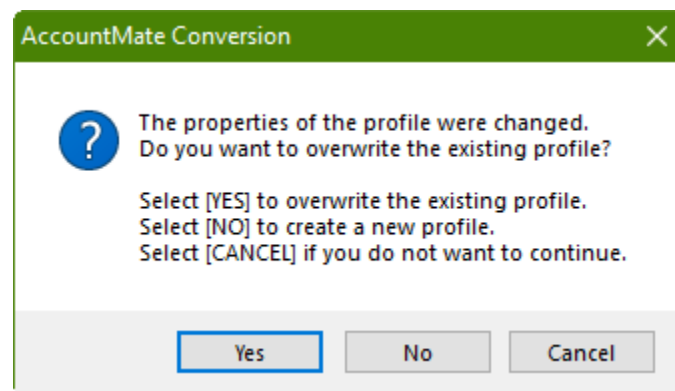 AccountMate Conversion
The properties of the profile were changed.
Do you want to overwrite the existing profile?
Select [YES] to overwrite the existing profile.
Select [NO] to create a new profile.
Select [CANCEL] if you do not want to continue.
Yes No Cancel